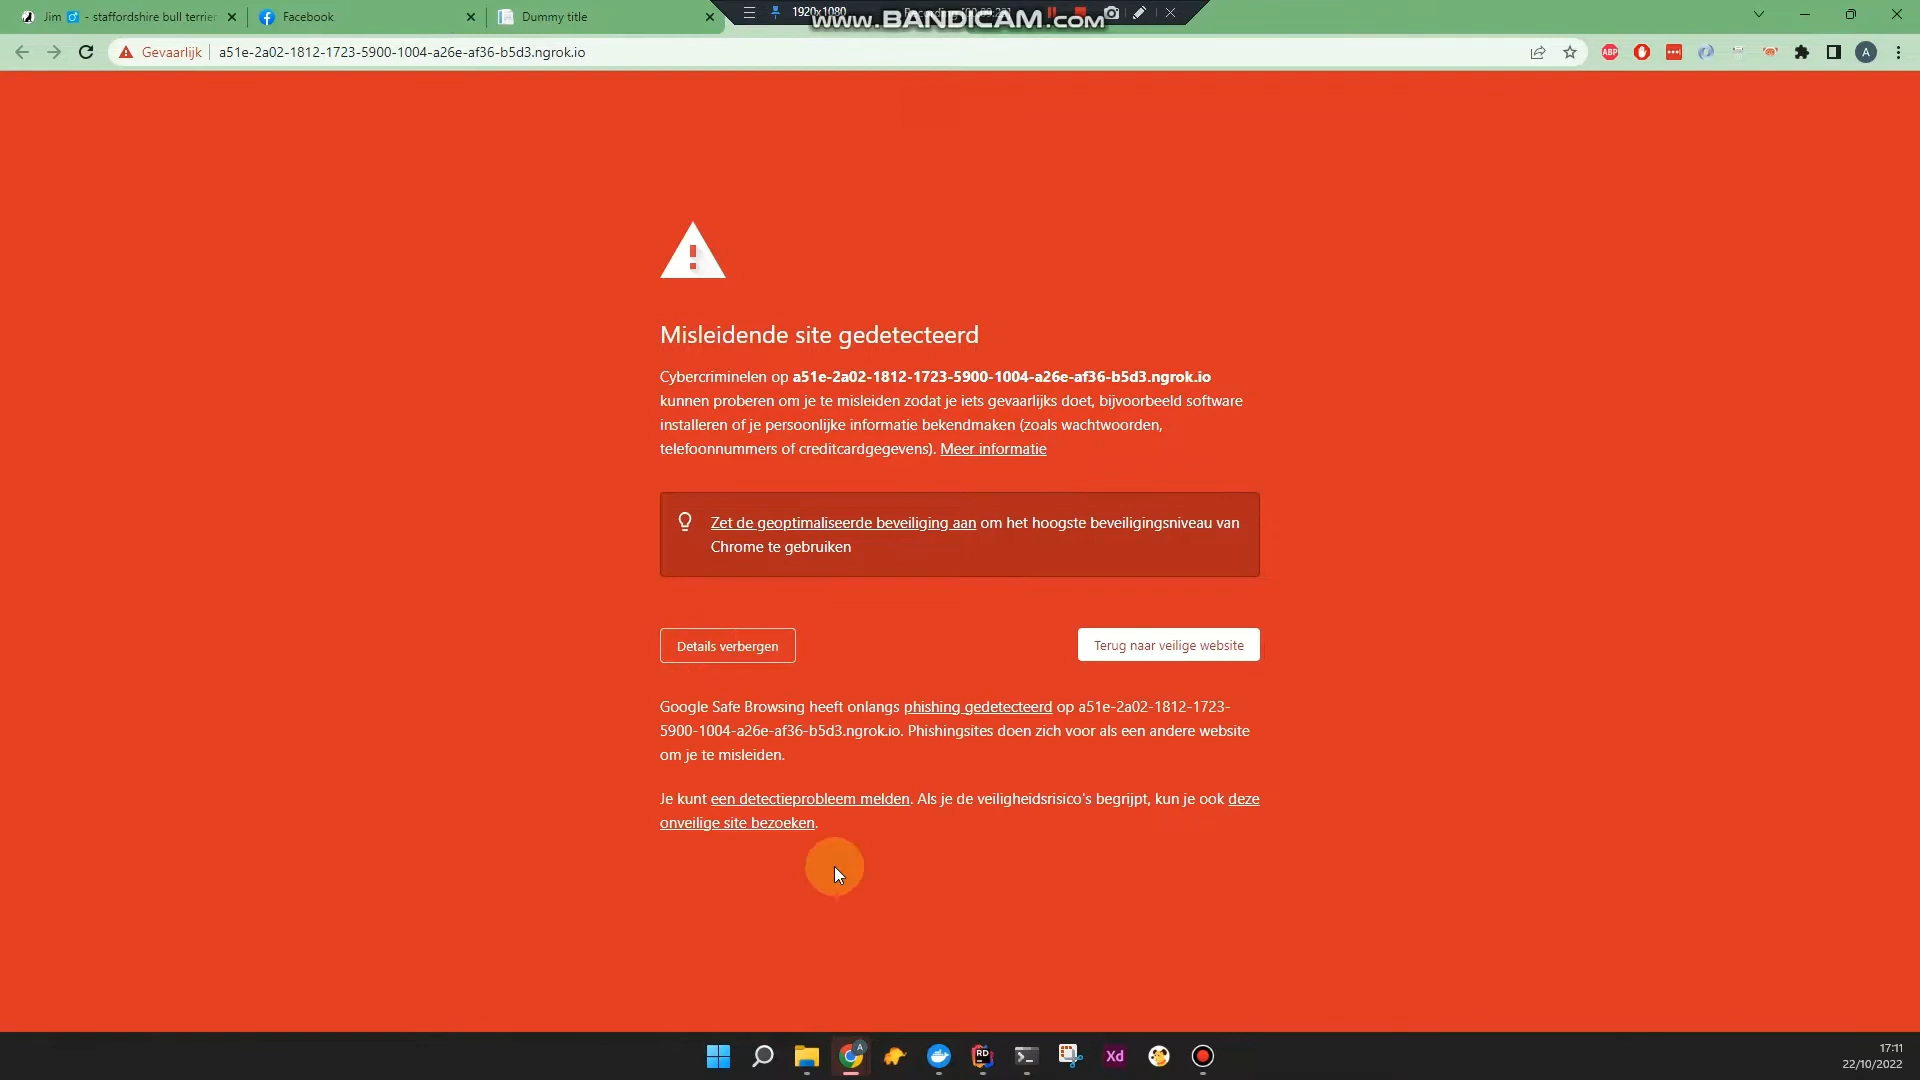 Jim
- staffordshire bull terrier
Facebook
Dummy title
1920x1080
www.BANDICAM.com
Gevaarlijk
a51e-2a02-1812-1723-5900-1004-a26e-af36-b5d3.ngrok.io
ABP
A
Misleidende site gedetecteerd
Cybercriminelen op a51e-2a02-1812-1723-5900-1004-a26e-af36-b5d3.ngrok.io
kunnen proberen om je te misleiden zodat je iets gevaarlijks doet, bijvoorbeeld software
installeren of je persoonlijke informatie bekendmaken (zoals wachtwoorden,
telefoonnummers of creditcardgegevens). Meer informatie
Zet de geoptimaliseerde beveiliging aan om het hoogste beveiligingsniveau van
Chrome te gebruiken
Details verbergen
Terug naar veilige website
Google Safe Browsing heeft onlangs phishing gedetecteerd op a51e-2a02-1812-1723-
5900-1004-a26e-af36-b5d3.ngrok.io. Phishingsites doen zich voor als een andere website
om je te misleiden.
Je kunt een detectieprobleem melden. Als je de veiligheidsrisico's begrijpt, kun je ook deze
onveilige site bezoeken.
A
RD
Xd
17:11
22/10/2022